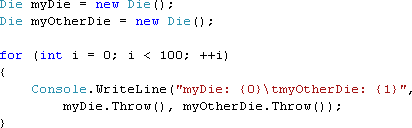 Die myDie = new Die();
Die myOtherDie = new Die();
for (int i = 0; i < 100; ++i)
{
Console.WriteLine("myDie: {0}\tmyOtherDie: {1}",
myDie.Throw(), myOtherDie.Throw());
}